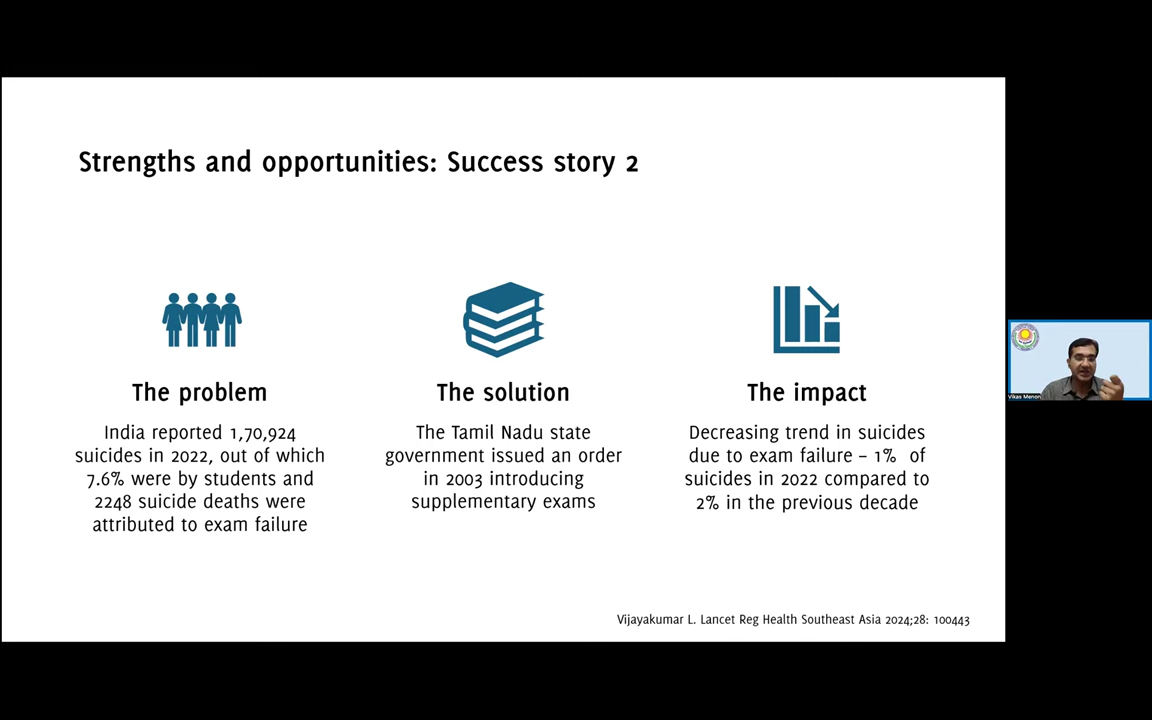 Strengths and opportunities: Success story 2
The problem
India reported 1,70,924
suicides in 2022, out of which
7.6% were by students and
2248 suicide deaths were
attributed to exam failure
The solution
The Tamil Nadu state
government issued an order
in 2003 introducing
supplementary exams
The impact
Decreasing trend in suicides
due to exam failure – 1% of
suicides in 2022 compared to
2% in the previous decade
Vijayakumar L. Lancet Reg Health Southeast Asia 2024;28: 100443
Vikas Menon